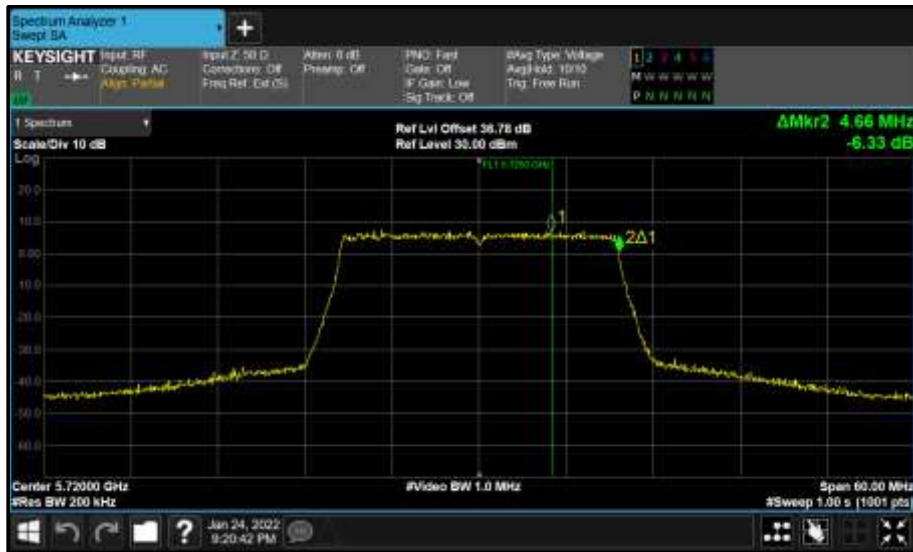 Spectrum Analyzer 1
Swept SA
+
KEYSIGHT
R T
Input: RF
Coupling: AC
Align: Partial
Input Z: 50 Ω
Corrections: Off
Freq Ref: Ext (S)
Atten: 6 dB
Preamp: Off
PNO: Fast
Gate: Off
IF Gain: Low
Sig Track: Off
#Avg Type: Voltage
Avg|Hold: 10/10
Trig: Free Run
1 2 3 4 5 6
M W W W W W
P N N N N N
1 Spectrum
Scale/Div 10 dB
Log
Ref Lvl Offset 36.78 dB
Ref Level 30.00 dBm
ΔMkr2 4.66 MHz
-6.33 dB
20.0
10.0
0.00
-10.0
-20.0
-30.0
-40.0
-50.0
-60.0
1
2Δ1
Center 5.72000 GHz
#Res BW 200 kHz
#Video BW 1.0 MHz
Span 60.00 MHz
#Sweep 1.00 s (1001 pts)
?
Jan 24, 2022
9:20:42 PM